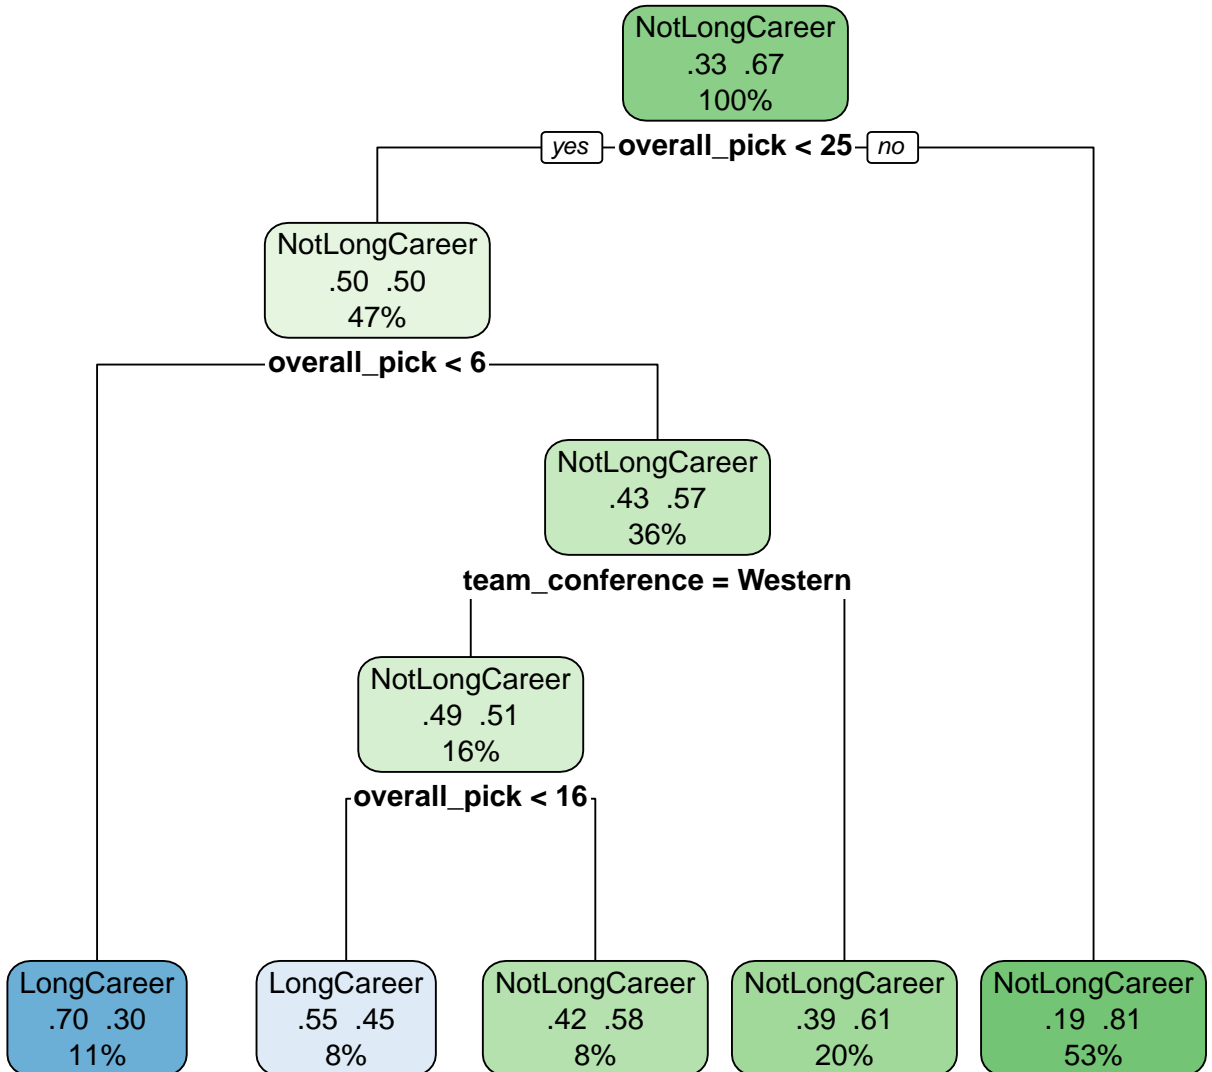 NotLongCareer
.33 .67
100%
yes overall_pick < 25 no
NotLongCareer
.50 .50
47%
overall_pick < 6
NotLongCareer
.43 .57
36%
team_conference = Western
NotLongCareer
.49 .51
16%
overall_pick < 16
LongCareer
.70 .30
11%
LongCareer
.55 .45
8%
NotLongCareer
.42 .58
8%
NotLongCareer
.39 .61
20%
NotLongCareer
.19 .81
53%